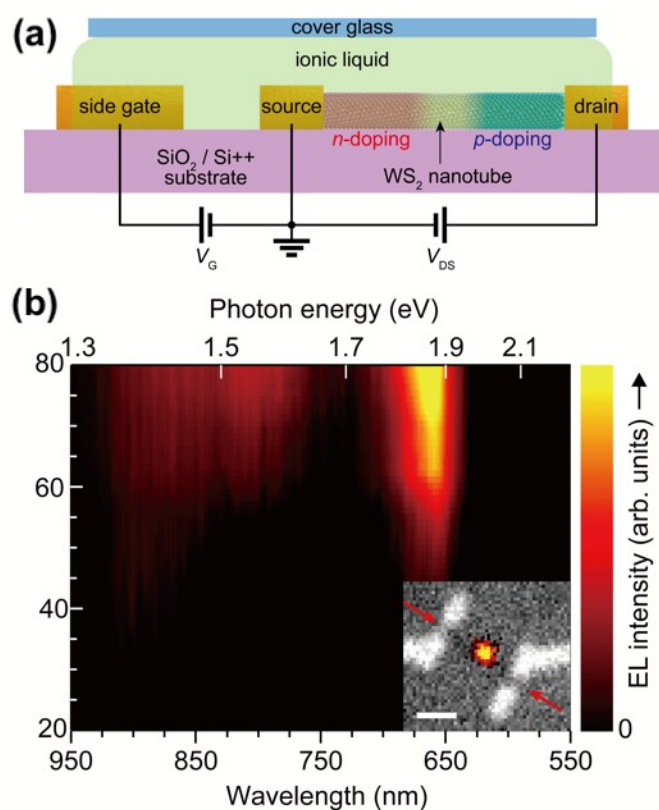 (a)
cover glass
ionic liquid
side gate
source
drain
n-doping
p-doping
SiO2 / Si++
substrate
WS2 nanotube
VG
VDS
(b)
Photon energy (eV)
1.3 1.5 1.7 1.9 2.1
80
60
40
20
950 850 750 650 550
Wavelength (nm)
EL intensity (arb. units)
0